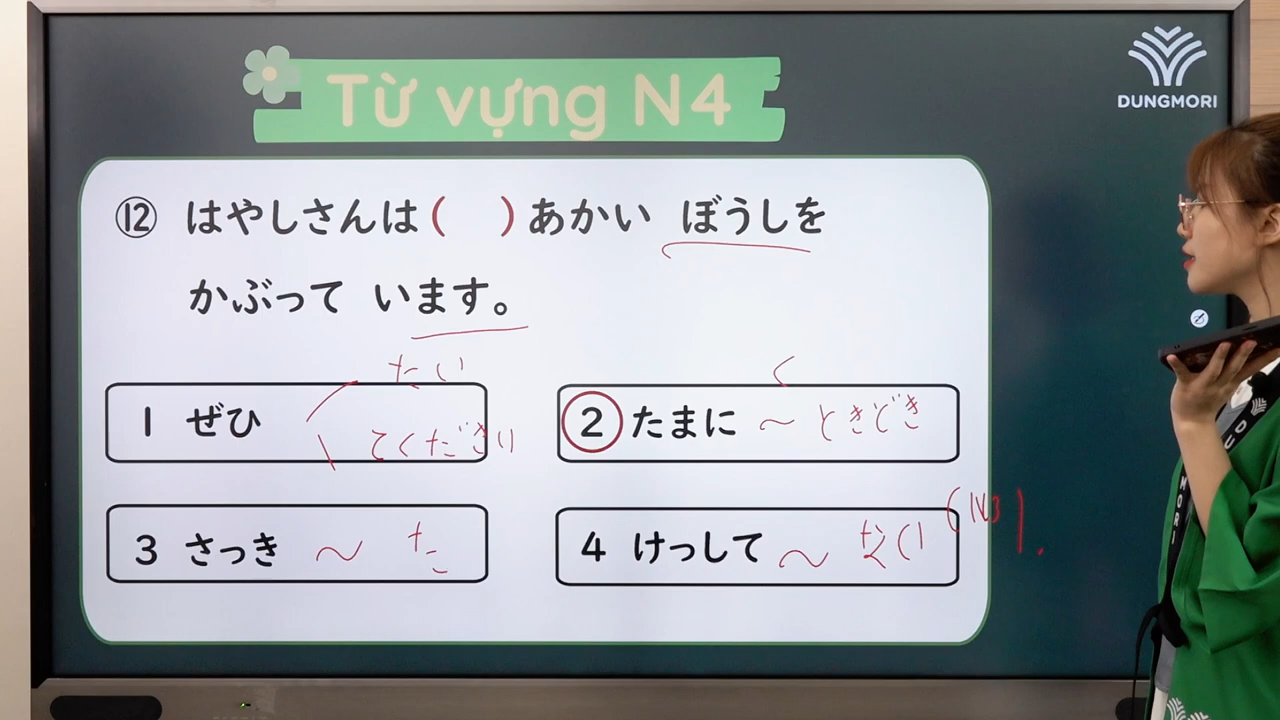 Từ vựng N4
DUNGMORI
⑫ はやしさんは( )あかい ぼうしを
かぶって います。
たい
1 ぜひ
てください
2 たまに ~ ときどき
3 さっき ~ た
4 けっして ~ ない (N3).